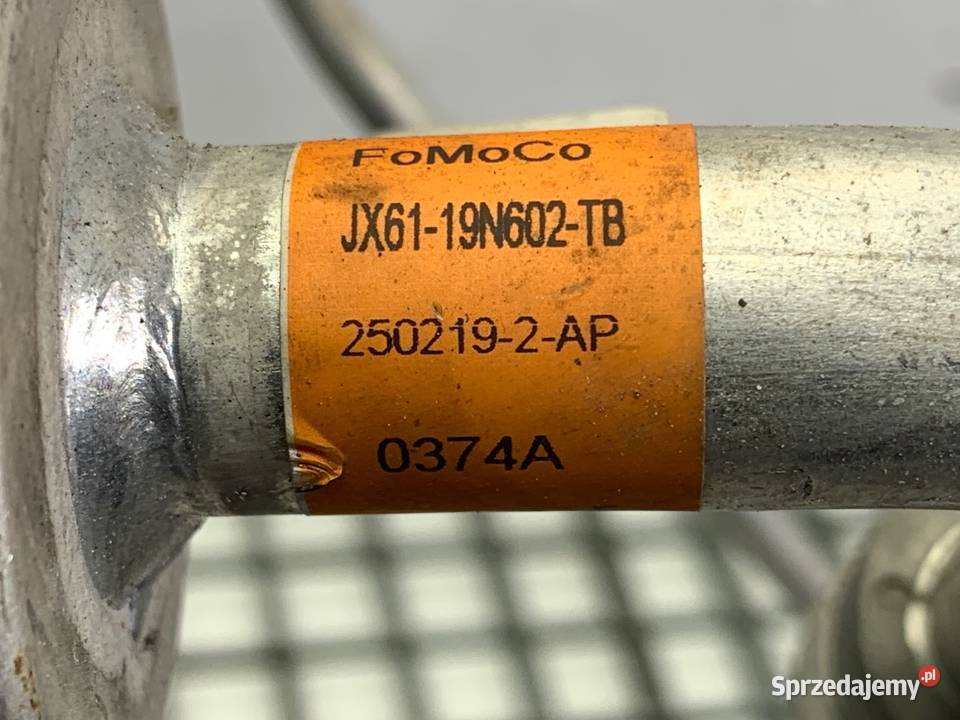 FoMoCo
JX61-19N602-TB
250219-2-AP
0374A
Sprzedajemy.pl